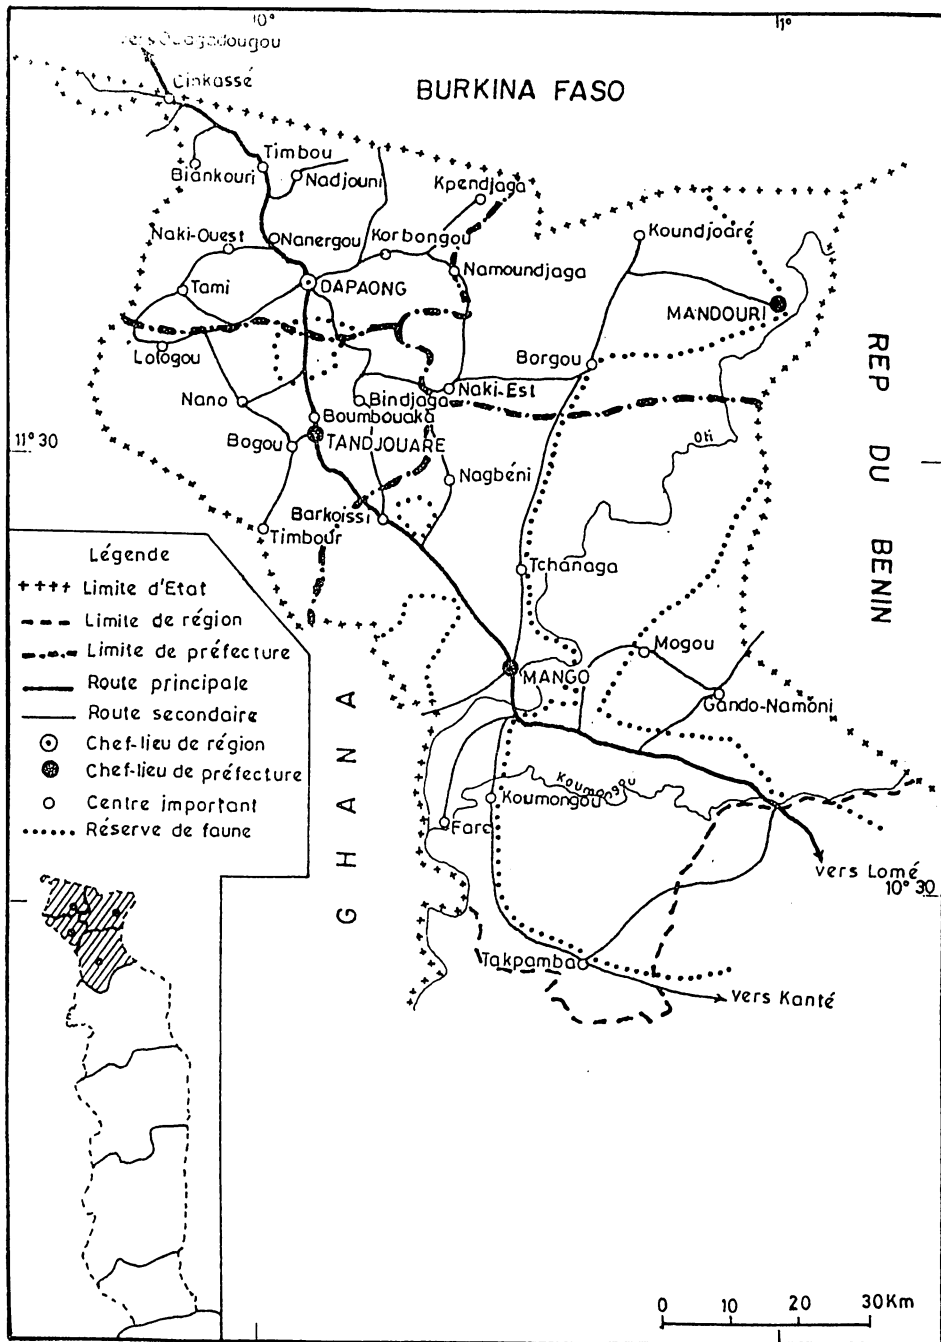 10°
1°
vers Ouagadougou
Cinkassé
BURKINA FASO
Timbou
Biankouri
Nadjouni
Kpendjaga
Naki-Ouest
Nanergou
Korbongou
Koundjoaré
Namoundjaga
Tami
DAPAONG
MANDOURI
Lotogou
Borgou
REP DU BENIN
Nano
Bindjaga
Naki-Est
Boumbouaka
Bogou
TANDJOUARE
Oti
11° 30
Nagbéni
Barkoissi
Timbour
Légende
Limite d'Etat
Limite de région
Limite de préfecture
Route principale
Route secondaire
Chef-lieu de région
Chef-lieu de préfecture
Centre important
Réserve de faune
Tchanaga
Mogou
MANGO
Gando-Namoni
GHANA
Koumongou
Koumongou
Fare
vers Lomé
10° 30
Takpamba
vers Kanté
0 10 20 30Km